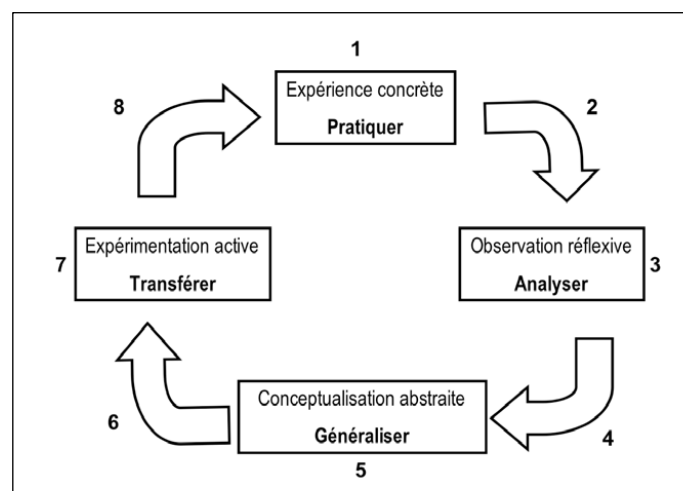 1
Expérience concrète
Pratiquer
8
2
Expérimentation active
Transférer
7
Observation réflexive
Analyser
3
6
Conceptualisation abstraite
Généraliser
4
5